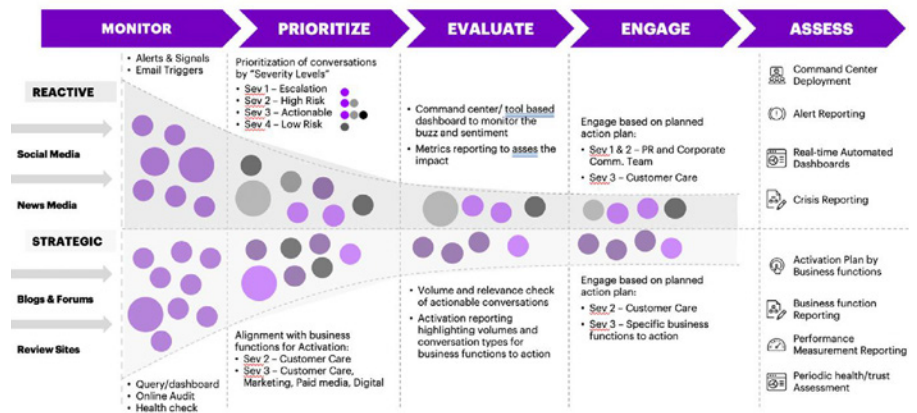 MONITOR
PRIORITIZE
EVALUATE
ENGAGE
ASSESS
• Alerts & Signals
• Email Triggers
REACTIVE
Social Media
News Media
STRATEGIC
Blogs & Forums
Review Sites
• Query/dashboard
• Online Audit
• Health check
Prioritization of conversations
by "Severity Levels"
• Sev 1 – Escalation
• Sev 2 – High Risk
• Sev 3 – Actionable
• Sev 4 – Low Risk
Alignment with business
functions for Activation:
• Sev 2 – Customer Care
• Sev 3 – Customer Care,
Marketing, Paid media, Digital
• Command center/ tool based
dashboard to monitor the
buzz and sentiment
• Metrics reporting to asses the
impact
• Volume and relevance check
of actionable conversations
• Activation reporting
highlighting volumes and
conversation types for
business functions to action
Engage based on planned
action plan:
• Sev 1 & 2 – PR and Corporate
Comm. Team
• Sev 3 – Customer Care
Engage based on planned
action plan:
• Sev 2 – Customer Care
• Sev 3 – Specific business
functions to action
Command Center
Deployment
Alert Reporting
Real-time Automated
Dashboards
Crisis Reporting
Activation Plan by
Business functions
Business function
Reporting
Performance
Measurement Reporting
Periodic health/trust
Assessment